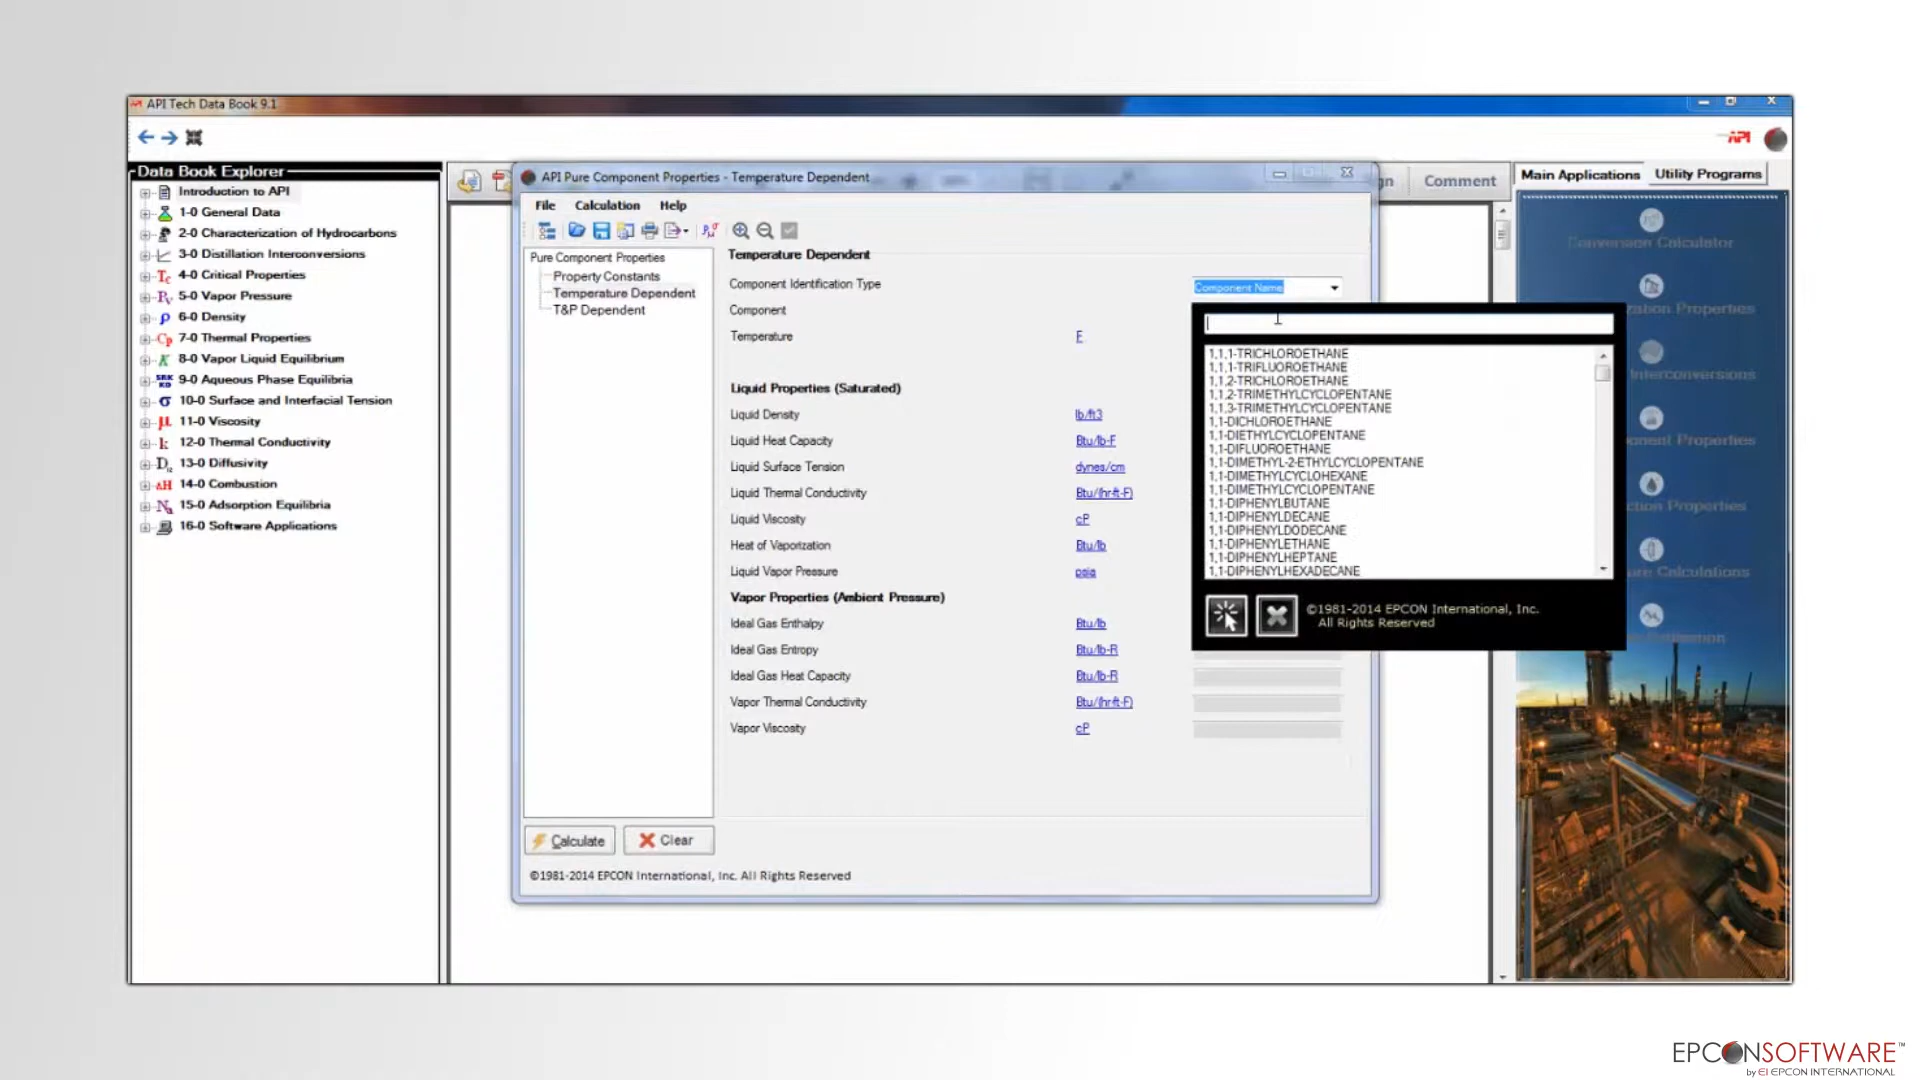 API Tech Data Book 9.1
API
Data Book Explorer
Introduction to API
1-0 General Data
2-0 Characterization of Hydrocarbons
3-0 Distillation Interconversions
4-0 Critical Properties
5-0 Vapor Pressure
6-0 Density
7-0 Thermal Properties
8-0 Vapor Liquid Equilibrium
9-0 Aqueous Phase Equilibria
10-0 Surface and Interfacial Tension
11-0 Viscosity
12-0 Thermal Conductivity
13-0 Diffusivity
14-0 Combustion
15-0 Adsorption Equilibria
16-0 Software Applications
API Pure Component Properties - Temperature Dependent
File Calculation Help
Pure Component Properties
Property Constants
Temperature Dependent
T&P Dependent
Temperature Dependent
Component Identification Type Component Name
Component
Temperature F
Liquid Properties (Saturated)
Liquid Density lb/ft3
Liquid Heat Capacity Btu/lb-F
Liquid Surface Tension dynes/cm
Liquid Thermal Conductivity Btu/(hr-ft-F)
Liquid Viscosity cP
Heat of Vaporization Btu/lb
Liquid Vapor Pressure psia
Vapor Properties (Ambient Pressure)
Ideal Gas Enthalpy Btu/lb
Ideal Gas Entropy Btu/lb-R
Ideal Gas Heat Capacity Btu/lb-R
Vapor Thermal Conductivity Btu/(hr-ft-F)
Vapor Viscosity cP
Calculate Clear
©1981-2014 EPCON International, Inc. All Rights Reserved
1,1,1-TRICHLOROETHANE
1,1,1-TRIFLUOROETHANE
1,1,2-TRICHLOROETHANE
1,1,2-TRIMETHYLCYCLOPENTANE
1,1,3-TRIMETHYLCYCLOPENTANE
1,1-DICHLOROETHANE
1,1-DIETHYLCYCLOPENTANE
1,1-DIFLUOROETHANE
1,1-DIMETHYL-2-ETHYLCYCLOPENTANE
1,1-DIMETHYLCYCLOHEXANE
1,1-DIMETHYLCYCLOPENTANE
1,1-DIPHENYLBUTANE
1,1-DIPHENYLDECANE
1,1-DIPHENYLDODECANE
1,1-DIPHENYLETHANE
1,1-DIPHENYLHEPTANE
1,1-DIPHENYLHEXADECANE
©1981-2014 EPCON International, Inc.
All Rights Reserved
Comment
Main Applications Utility Programs
Conversion Calculator
Properties
Interconversions
Properties
Properties
Calculations
EPCONSOFTWARE™
by EI EPCON INTERNATIONAL